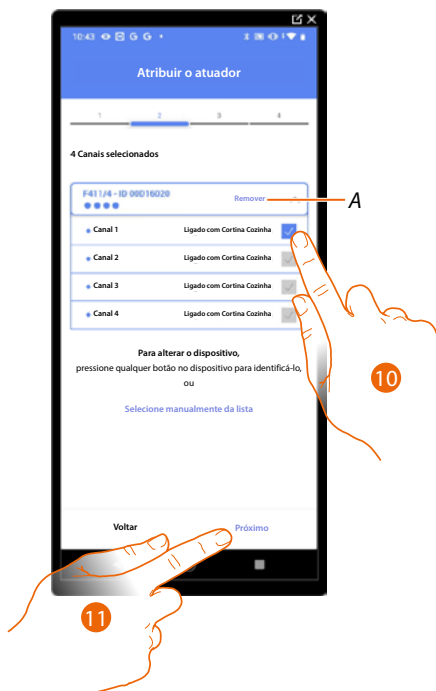 10:43 G G
Atribuir o atuador
1 2 3 4
4 Canais selecionados
F411/4 - ID 00D16020 Remover A
Canal 1 Ligado com Cortina Cozinha
Canal 2 Ligado com Cortina Cozinha
Canal 3 Ligado com Cortina Cozinha
Canal 4 Ligado com Cortina Cozinha
Para alterar o dispositivo,
pressione qualquer botão no dispositivo para identificá-lo,
ou
10
Selecione manualmente da lista
Voltar Próximo
11